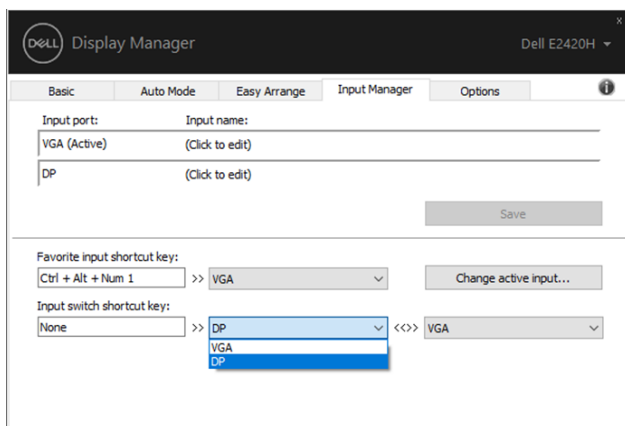 x
DELL Display Manager Dell E2420H
Basic Auto Mode Easy Arrange Input Manager Options i
Input port: Input name:
VGA (Active) (Click to edit)
DP (Click to edit)
Save
Favorite input shortcut key:
Ctrl + Alt + Num 1 >> VGA Change active input...
Input switch shortcut key:
None >> DP <<>> VGA
VGA
DP